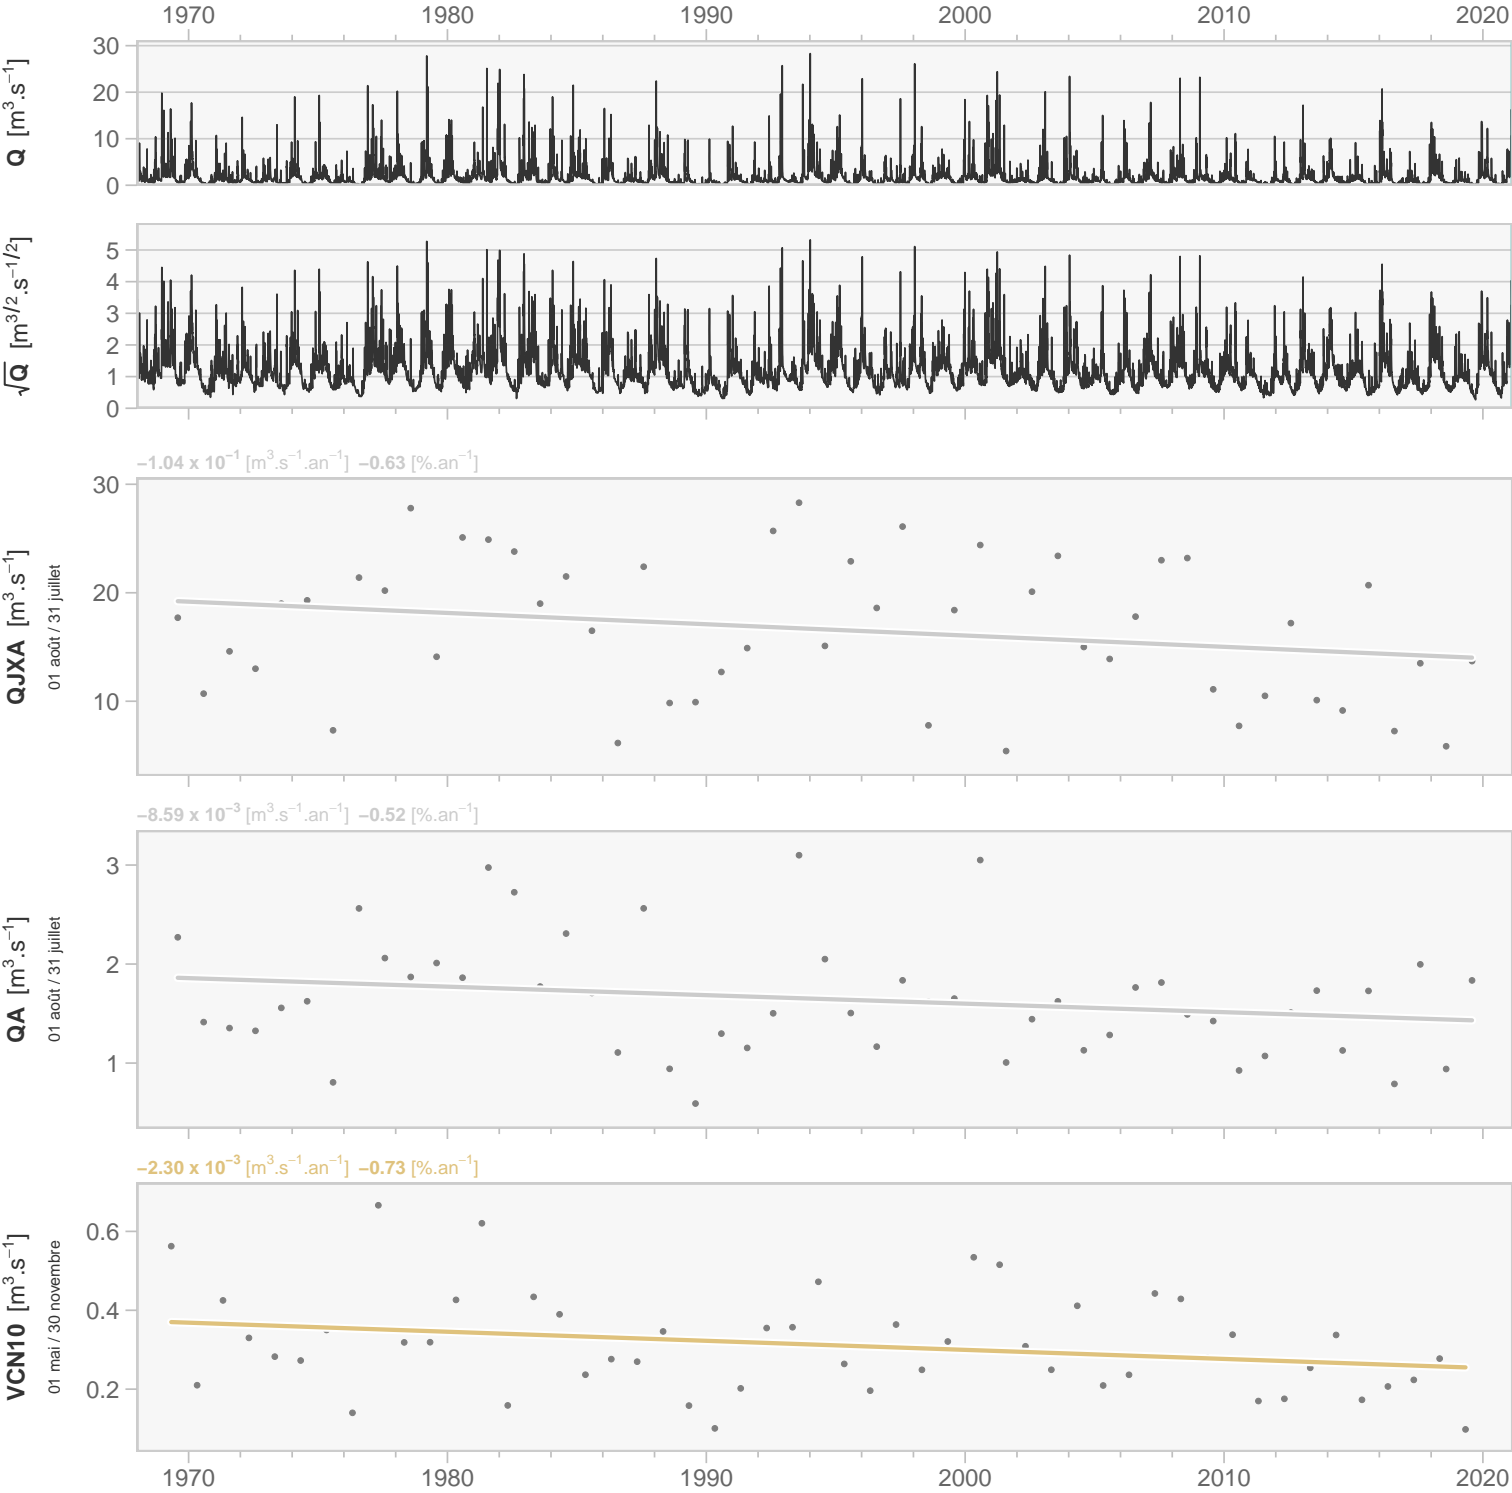 1970 1980 1990 2000 2010 2020
Q [m³.s⁻¹]
30
20
10
0
√Q [m³ᐟ².s⁻¹ᐟ²]
5
4
3
2
1
0
−1.04 x 10⁻¹ [m³.s⁻¹.an⁻¹] −0.63 [%.an⁻¹]
QJXA [m³.s⁻¹]
01 août / 31 juillet
30
20
10
−8.59 x 10⁻³ [m³.s⁻¹.an⁻¹] −0.52 [%.an⁻¹]
QA [m³.s⁻¹]
01 août / 31 juillet
3
2
1
−2.30 x 10⁻³ [m³.s⁻¹.an⁻¹] −0.73 [%.an⁻¹]
VCN10 [m³.s⁻¹]
01 mai / 30 novembre
0.6
0.4
0.2
1970 1980 1990 2000 2010 2020